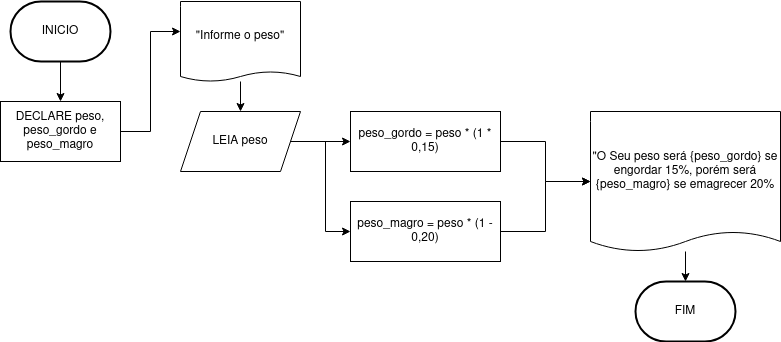 INICIO
DECLARE peso,
peso_gordo e
peso_magro
"Informe o peso"
LEIA peso
peso_gordo = peso * (1 *
0,15)
peso_magro = peso * (1 -
0,20)
"O Seu peso será {peso_gordo} se
engordar 15%, porém será
{peso_magro} se emagrecer 20%
FIM